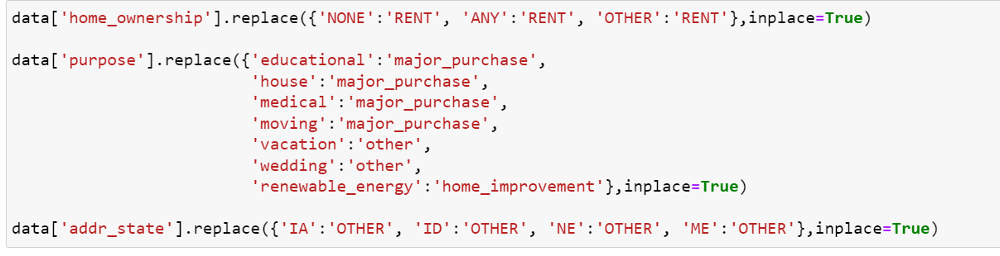 data['home_ownership'].replace({'NONE':'RENT', 'ANY':'RENT', 'OTHER':'RENT'},inplace=True)
data['purpose'].replace({'educational':'major_purchase',
'house':'major_purchase',
'medical':'major_purchase',
'moving':'major_purchase',
'vacation':'other',
'wedding':'other',
'renewable_energy':'home_improvement'},inplace=True)
data['addr_state'].replace({'IA':'OTHER', 'ID':'OTHER', 'NE':'OTHER', 'ME':'OTHER'},inplace=True)